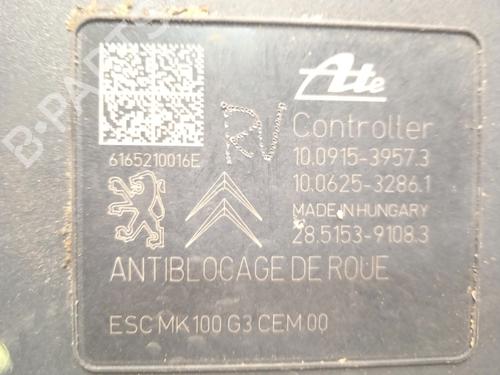 Ate
RN
6165210016E
Controller
10.0915-3957.3
10.0625-3286.1
MADE IN HUNGARY
28.5153-9108.3
ANTIBLOCAGE DE ROUE
ESC MK100 G3 CEM 00
B-PARTS